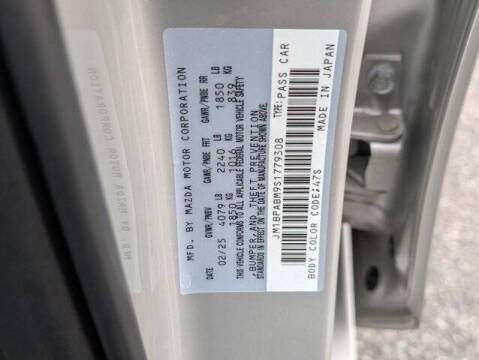 MFD. BY MAZDA MOTOR CORPORATION
GVWR/PNBV GAWR/PNBE FRT GAWR/PNBE RR
02/25 4079 LB 2240 LB 1850 LB
1850 KG 1016 KG 839 KG
THIS VEHICLE CONFORMS TO ALL APPLICABLE FEDERAL MOTOR VEHICLE SAFETY
, BUMPER, AND THEFT PREVENTION
STANDARDS IN EFFECT ON THE DATE OF MANUFACTURE SHOWN ABOVE.
JM1BPABM9S1779308 TYPE:PASS CAR
BODY COLOR CODE:47S MADE IN JAPAN